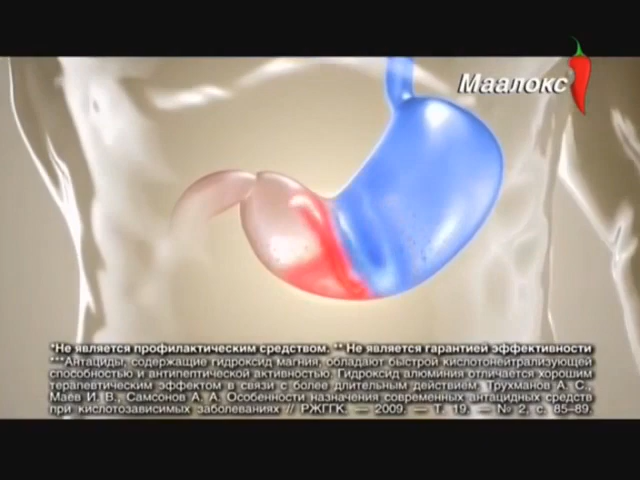 Маалокс
*Не является профилактическим средством. ** Не является гарантией эффективности
***Антациды, содержащие гидроксид магния, обладают быстрой кислотонейтрализующей
способностью и антипептической активностью. Гидроксид алюминия отличается хорошим
терапевтическим эффектом в связи с более длительным действием. Трухманов А. С.,
Маев И. В., Самсонов А. А. Особенности назначения современных антацидных средств
при кислотозависимых заболеваниях // РЖГГК. — 2009. — Т. 19. — № 2, с. 85–89.